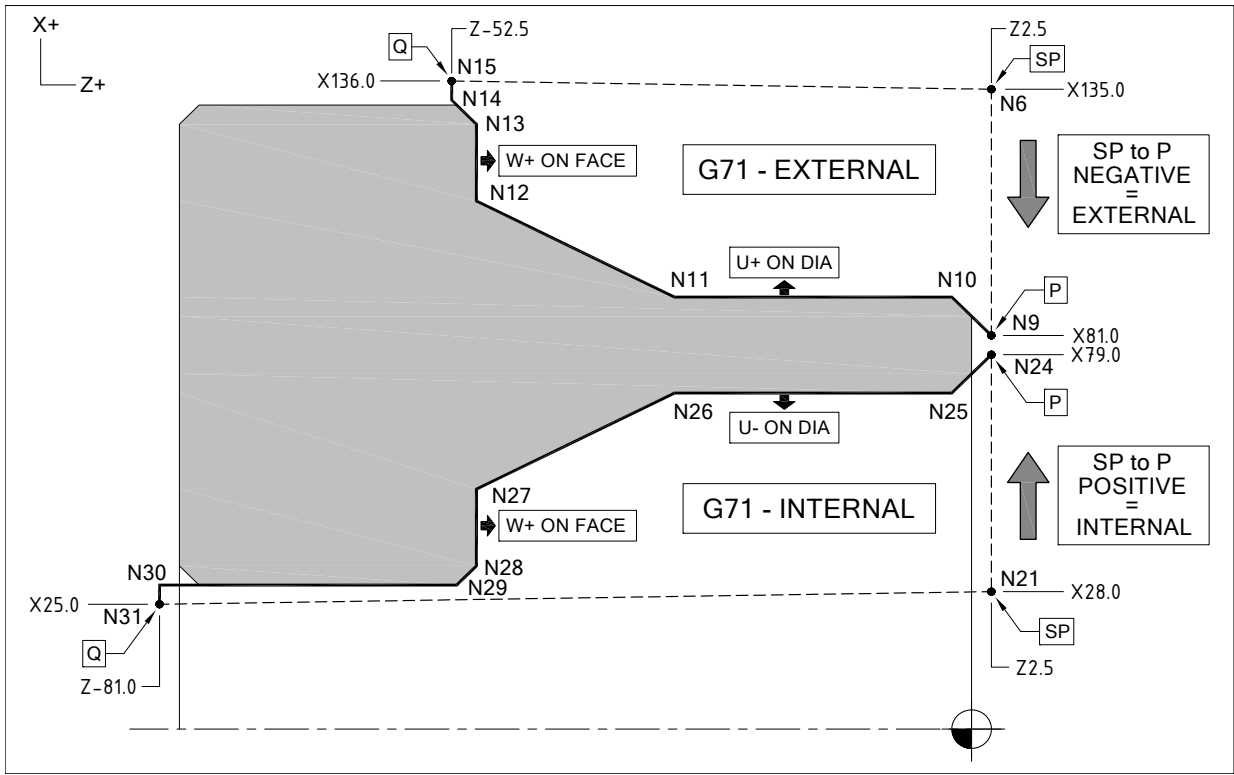 X+
Z+
Z-52.5
Z2.5
Q
N15
SP
X136.0
N14
N6
X135.0
N13
W+ ON FACE
G71 - EXTERNAL
SP to P
NEGATIVE
=
EXTERNAL
N12
U+ ON DIA
N11
N10
P
N9
X81.0
X79.0
N24
P
N26
N25
U- ON DIA
SP to P
POSITIVE
=
INTERNAL
N27
G71 - INTERNAL
W+ ON FACE
N28
N30
N29
N21
X28.0
X25.0
N31
SP
Q
Z2.5
Z-81.0